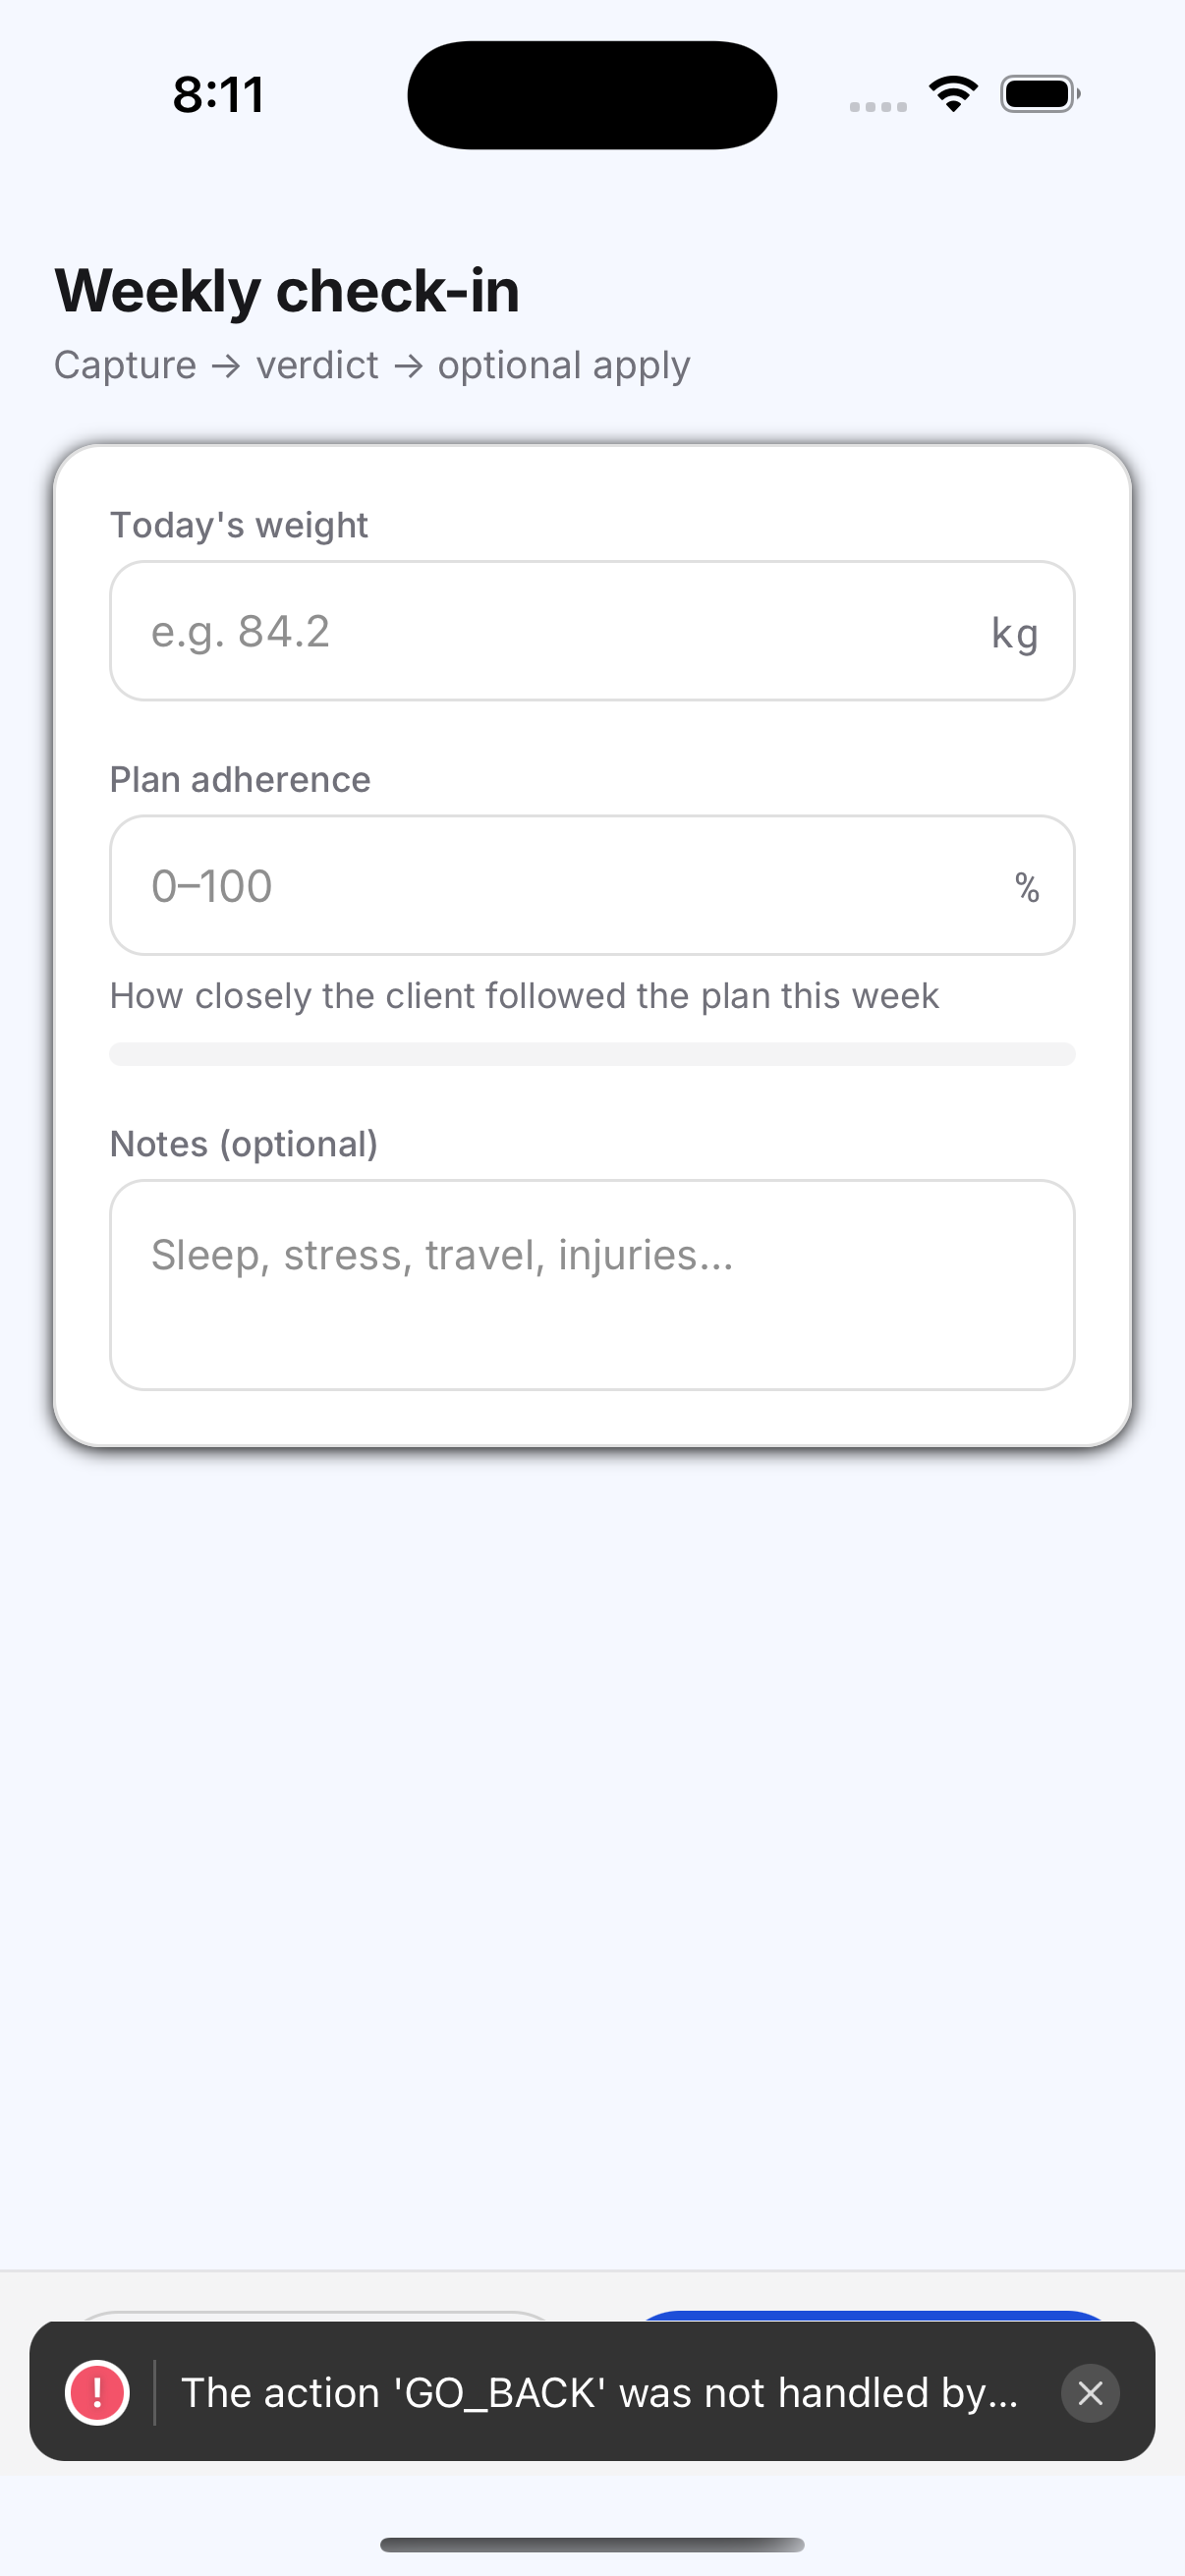 8:11
Weekly check-in
Capture → verdict → optional apply
Today's weight
e.g. 84.2 kg
Plan adherence
0–100 %
How closely the client followed the plan this week
Notes (optional)
Sleep, stress, travel, injuries...
The action 'GO_BACK' was not handled by...